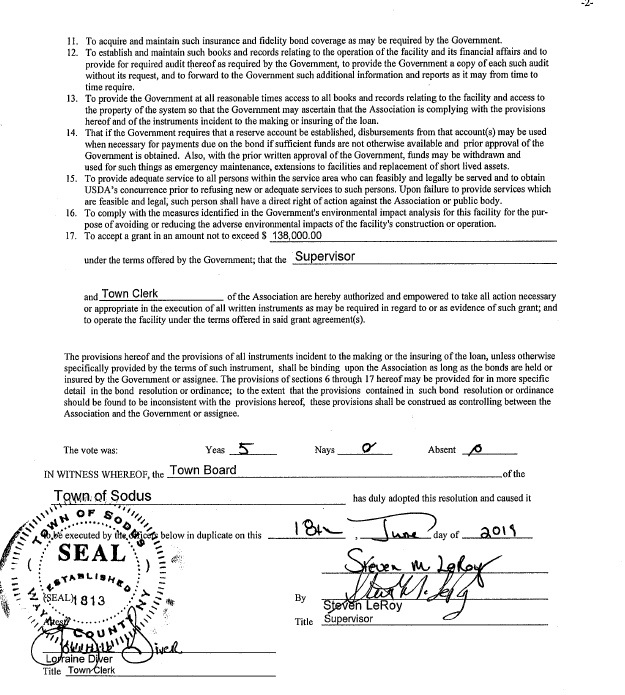 -2-
11. To acquire and maintain such insurance and fidelity bond coverage as may be required by the Government.
12. To establish and maintain such books and records relating to the operation of the facility and its financial affairs and to
provide for required audit thereof as required by the Government, to provide the Government a copy of each such audit
without its request, and to forward to the Government such additional information and reports as it may from time to
time require.
13. To provide the Government at all reasonable times access to all books and records relating to the facility and access to
the property of the system so that the Government may ascertain that the Association is complying with the provisions
hereof and of the instruments incident to the making or insuring of the loan.
14. That if the Government requires that a reserve account be established, disbursements from that account(s) may be used
when necessary for payments due on the bond if sufficient funds are not otherwise available and prior approval of the
Government is obtained. Also, with the prior written approval of the Government, funds may be withdrawn and
used for such things as emergency maintenance, extensions to facilities and replacement of short lived assets.
15. To provide adequate service to all persons within the service area who can feasibly and legally be served and to obtain
USDA's concurrence prior to refusing new or adequate services to such persons. Upon failure to provide services which
are feasible and legal, such person shall have a direct right of action against the Association or public body.
16. To comply with the measures identified in the Government's environmental impact analysis for this facility for the pur-
pose of avoiding or reducing the adverse environmental impacts of the facility's construction or operation.
17. To accept a grant in an amount not to exceed $ 138,000.00
under the terms offered by the Government; that the Supervisor
and Town Clerk of the Association are hereby authorized and empowered to take all action necessary
or appropriate in the execution of all written instruments as may be required in regard to or as evidence of such grant; and
to operate the facility under the terms offered in said grant agreement(s).
The provisions hereof and the provisions of all instruments incident to the making or the insuring of the loan, unless otherwise
specifically provided by the terms of such instrument, shall be binding upon the Association as long as the bonds are held or
insured by the Government or assignee. The provisions of sections 6 through 17 hereof may be provided for in more specific
detail in the bond resolution or ordinance; to the extent that the provisions contained in such bond resolution or ordinance
should be found to be inconsistent with the provisions hereof, these provisions shall be construed as controlling between the
Association and the Government or assignee.
The vote was: Yeas 5 Nays 0 Absent 0
IN WITNESS WHEREOF, the Town Board of the
Town of Sodus has duly adopted this resolution and caused it
to be executed by the officers below in duplicate on this 18th , June day of 2019
TOWN OF SODUS
SEAL
ESTABLISHED
(SEAL) 1813
WAYNE COUNTY NY
Steven M LeRoy
By
Steven LeRoy
Title Supervisor
Attest:
Lorraine Diver
Lorraine Diver
Title Town Clerk